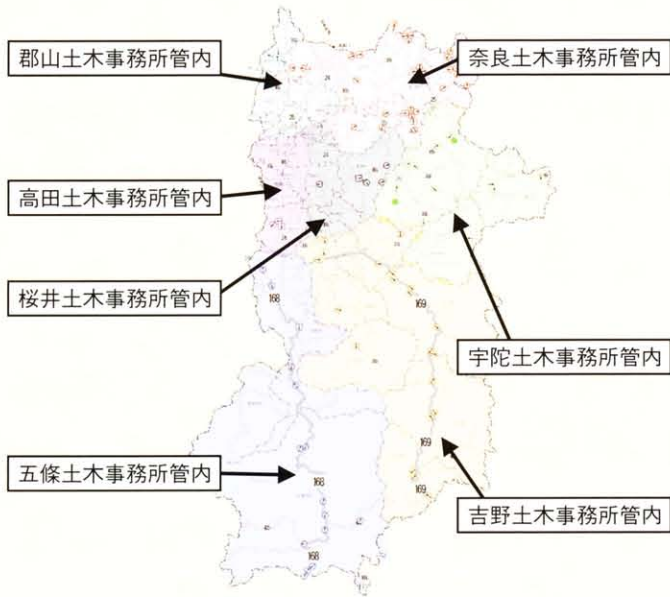 郡山土木事務所管内
奈良土木事務所管内
高田土木事務所管内
桜井土木事務所管内
168
169
宇陀土木事務所管内
169
五條土木事務所管内
168
169
吉野土木事務所管内
168